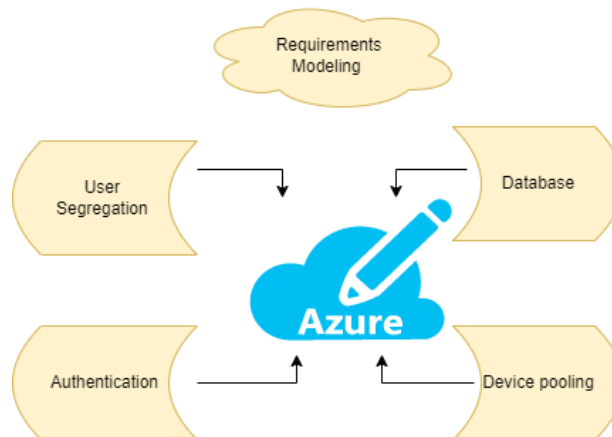 Requirements
Modeling
User
Segregation
Database
Azure
Authentication
Device pooling